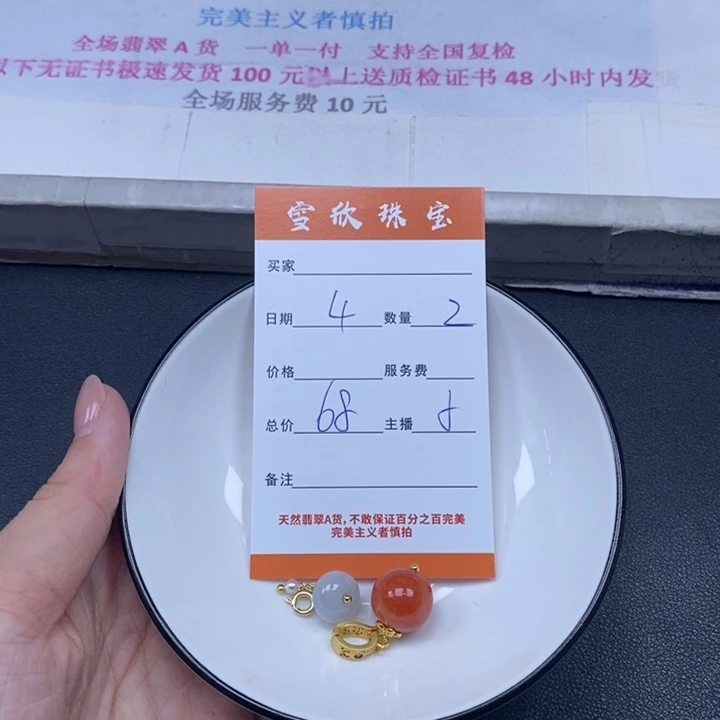 完美主义者慎拍
全场翡翠 A 货 一单一付 支持全国复检
以下无证书极速发货 100 元以上送质检证书 48 小时内发货
全场服务费 10 元
雪欣珠宝
买家
日期 4 数量 2
价格 服务费
总价 68 主播
备注
天然翡翠A货,不敢保证百分之百完美
完美主义者慎拍